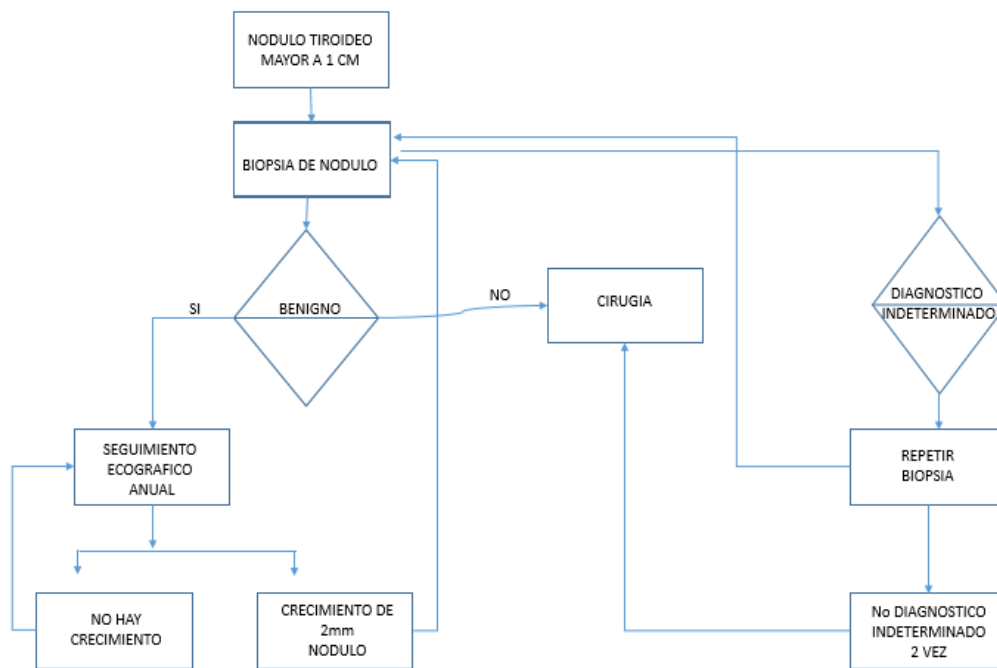 NODULO TIROIDEO
MAYOR A 1 CM
BIOPSIA DE NODULO
SI
BENIGNO
NO
CIRUGIA
DIAGNOSTICO
INDETERMINADO
SEGUIMIENTO
ECOGRAFICO
ANUAL
REPETIR
BIOPSIA
NO HAY
CRECIMIENTO
CRECIMIENTO DE
2mm
NODULO
No DIAGNOSTICO
INDETERMINADO
2 VEZ